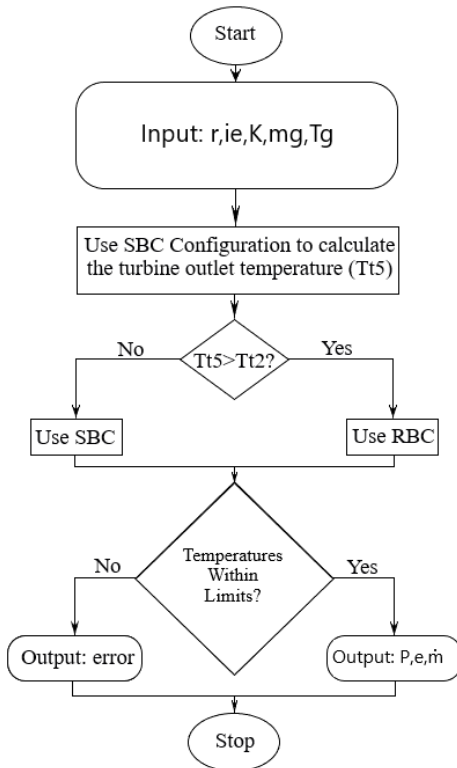 Start
Input: r,ie,K,mg,Tg
Use SBC Configuration to calculate
the turbine outlet temperature (Tt5)
No
Tt5>Tt2?
Yes
Use SBC
Use RBC
No
Temperatures
Within
Limits?
Yes
Output: error
Output: P,e,ṁ
Stop